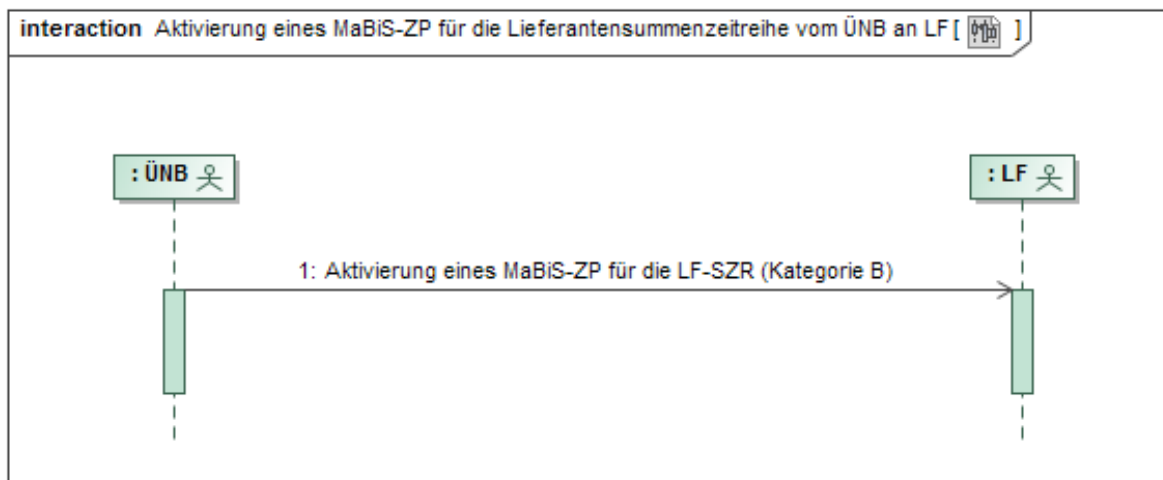 interaction Aktivierung eines MaBiS-ZP für die Lieferantensummenzeitreihe vom ÜNB an LF [ ]
: ÜNB
: LF
1: Aktivierung eines MaBiS-ZP für die LF-SZR (Kategorie B)